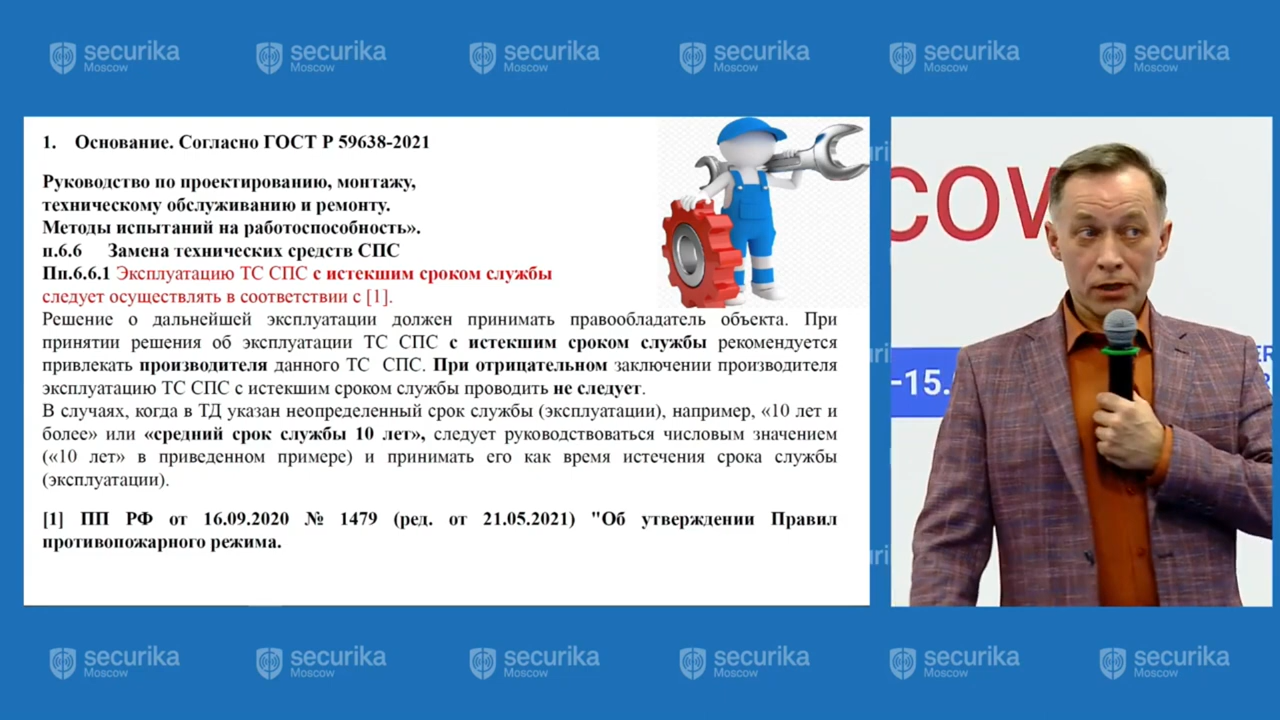 securika
Moscow
securika
Moscow
securika
Moscow
securika
Moscow
securika
Moscow
securika
Moscow
1. Основание. Согласно ГОСТ Р 59638-2021
Руководство по проектированию, монтажу,
техническому обслуживанию и ремонту.
Методы испытаний на работоспособность».
п.6.6 Замена технических средств СПС
Пп.6.6.1 Эксплуатацию ТС СПС с истекшим сроком службы
следует осуществлять в соответствии с [1].
Решение о дальнейшей эксплуатации должен принимать правообладатель объекта. При
принятии решения об эксплуатации ТС СПС с истекшим сроком службы рекомендуется
привлекать производителя данного ТС СПС. При отрицательном заключении производителя
эксплуатацию ТС СПС с истекшим сроком службы проводить не следует.
В случаях, когда в ТД указан неопределенный срок службы (эксплуатации), например, «10 лет и
более» или «средний срок службы 10 лет», следует руководствоваться числовым значением
(«10 лет» в приведенном примере) и принимать его как время истечения срока службы
(эксплуатации).
[1] ПП РФ от 16.09.2020 № 1479 (ред. от 21.05.2021) "Об утверждении Правил
противопожарного режима.
cow
-15.
ER
securika
Moscow
securika
Moscow
securika
Moscow
securika
Moscow
securika
Moscow
securika
Moscow